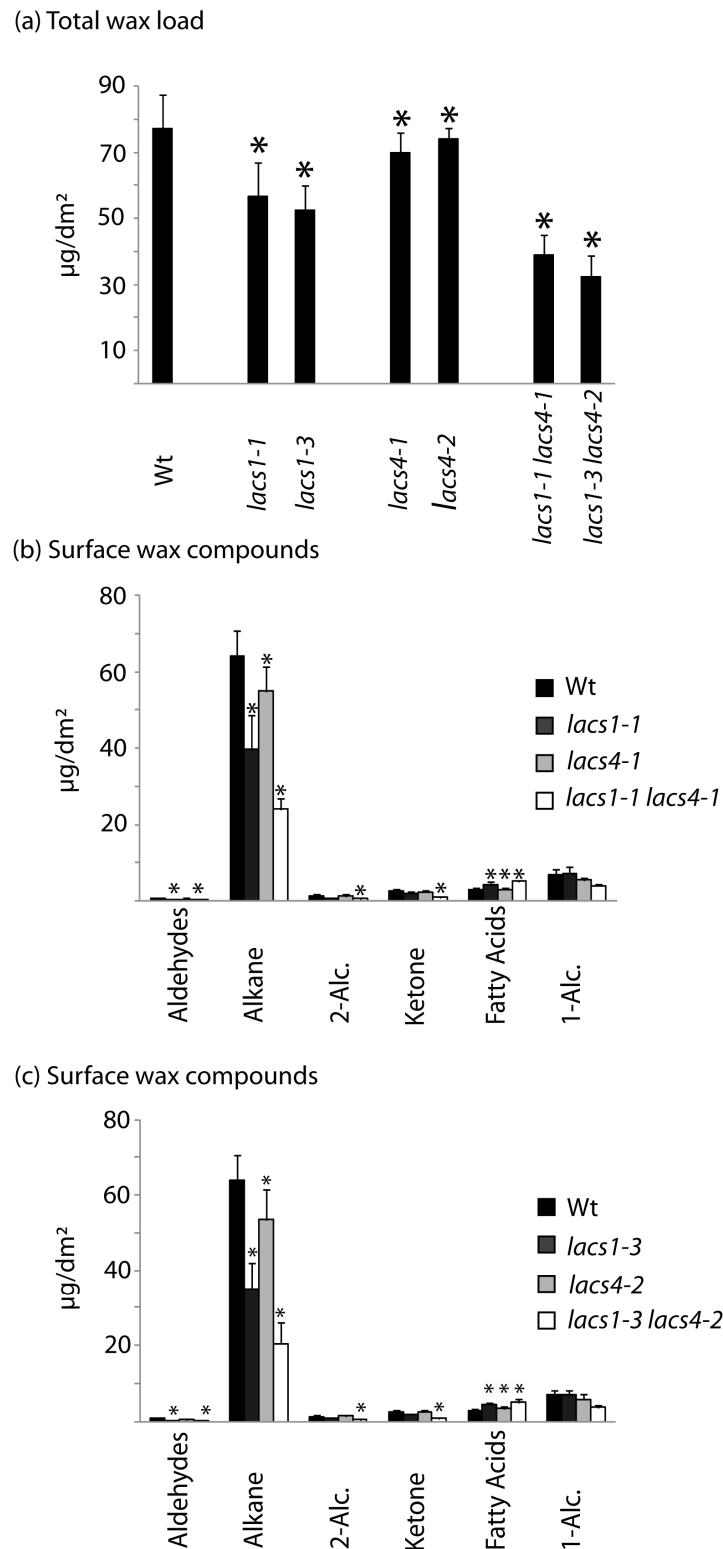 (a) Total wax load
90
70
50
30
10
µg/dm²
*
*
*
*
*
*
Wt
lacs1-1
lacs1-3
lacs4-1
lacs4-2
lacs1-1 lacs4-1
lacs1-3 lacs4-2
(b) Surface wax compounds
80
60
40
20
µg/dm²
* *
* * *
*
*
* * *
Wt
lacs1-1
lacs4-1
lacs1-1 lacs4-1
Aldehydes
Alkane
2-Alc.
Ketone
Fatty Acids
1-Alc.
(c) Surface wax compounds
80
60
40
20
µg/dm²
* *
* * *
*
*
* * *
Wt
lacs1-3
lacs4-2
lacs1-3 lacs4-2
Aldehydes
Alkane
2-Alc.
Ketone
Fatty Acids
1-Alc.